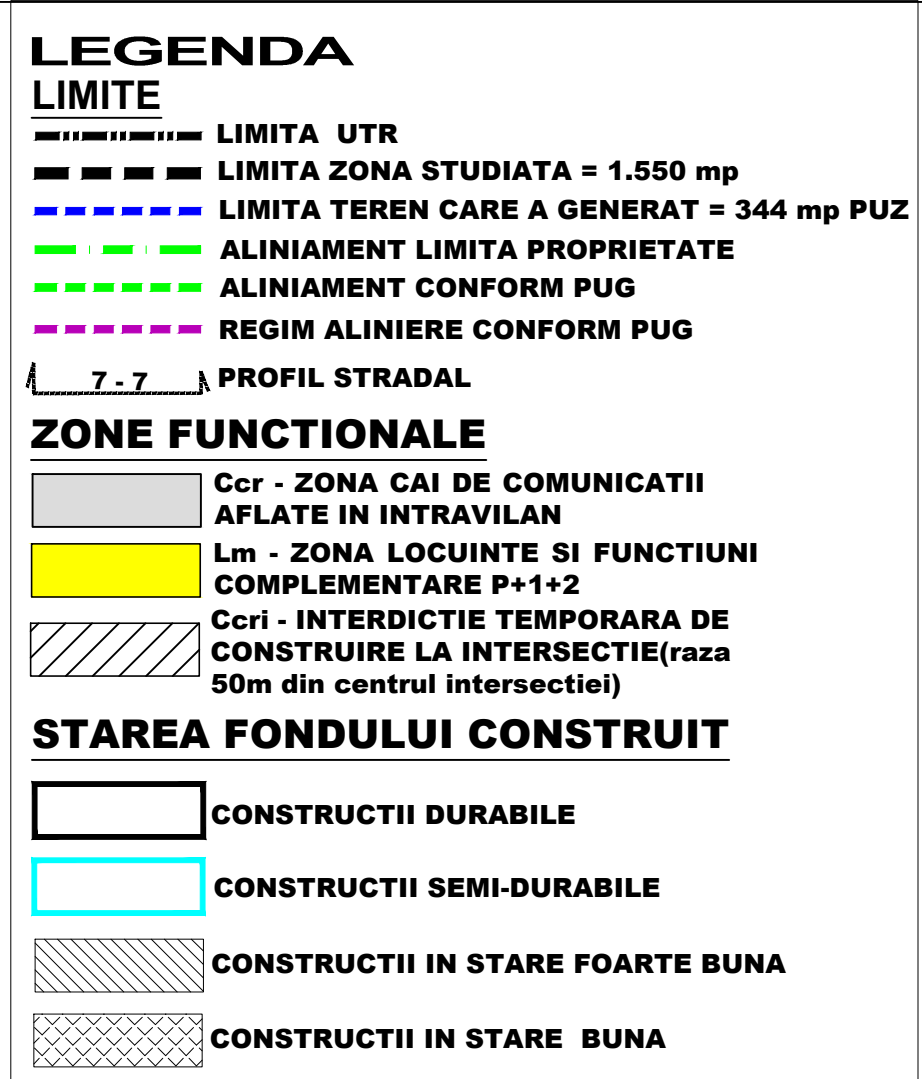 LEGENDA
LIMITE
LIMITA UTR
LIMITA ZONA STUDIATA = 1.550 mp
LIMITA TEREN CARE A GENERAT = 344 mp PUZ
ALINIAMENT LIMITA PROPRIETATE
ALINIAMENT CONFORM PUG
REGIM ALINIERE CONFORM PUG
7 - 7 PROFIL STRADAL
ZONE FUNCTIONALE
Ccr - ZONA CAI DE COMUNICATII
AFLATE IN INTRAVILAN
Lm - ZONA LOCUINTE SI FUNCTIUNI
COMPLEMENTARE P+1+2
Ccri - INTERDICTIE TEMPORARA DE
CONSTRUIRE LA INTERSECTIE(raza
50m din centrul intersectiei)
STAREA FONDULUI CONSTRUIT
CONSTRUCTII DURABILE
CONSTRUCTII SEMI-DURABILE
CONSTRUCTII IN STARE FOARTE BUNA
CONSTRUCTII IN STARE BUNA